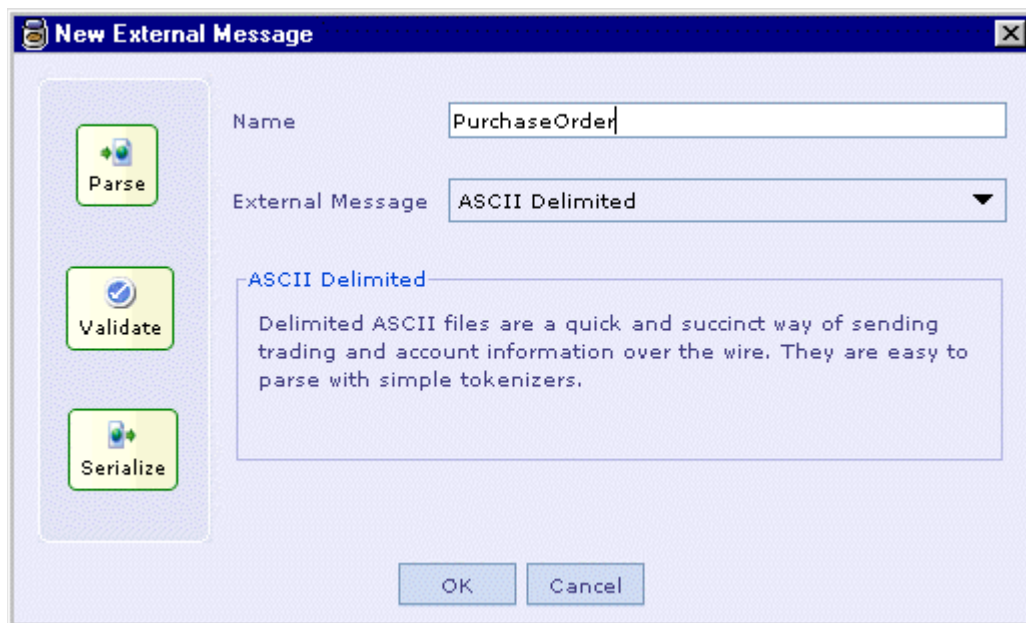 New External Message
Parse
Validate
Serialize
Name
PurchaseOrder
External Message
ASCII Delimited
ASCII Delimited
Delimited ASCII files are a quick and succinct way of sending
trading and account information over the wire. They are easy to
parse with simple tokenizers.
OK
Cancel